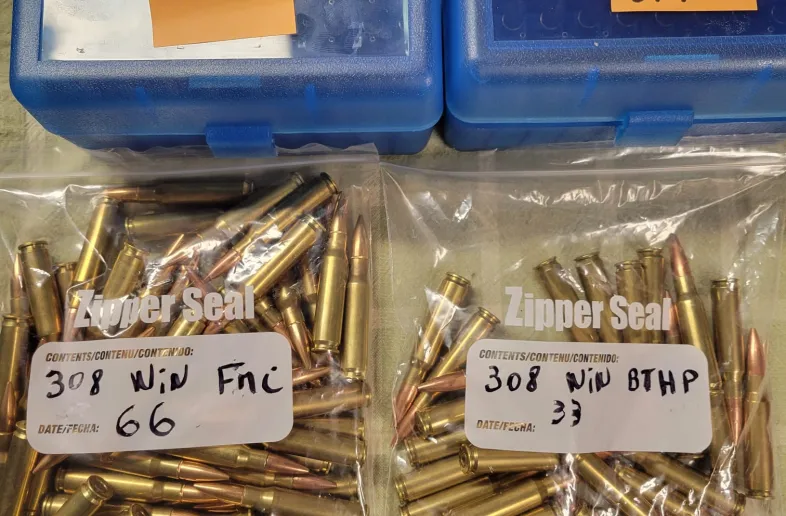 Zipper Seal
CONTENTS/CONTENU/CONTENIDO:
308 WiN Fmc
66
DATE/FECHA:
Zipper Seal
CONTENTS/CONTENU/CONTENIDO:
308 WiN BTHP
33
DATE/FECHA: